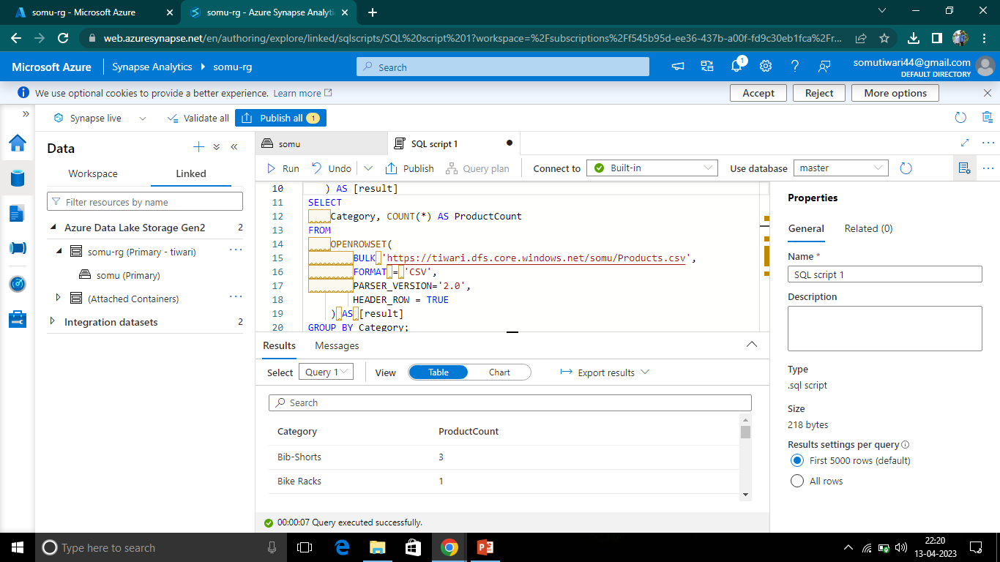 somu-rg - Microsoft Azure
somu-rg - Azure Synapse Analyti
web.azuresynapse.net/en/authoring/explore/linked/sqlscripts/SQL%20script%201?workspace=%2Fsubscriptions%2Ff545b95d-ee36-437b-a00f-fd9c30eb1fca%2Fr...
Microsoft Azure
Synapse Analytics
somu-rg
Search
1
somutiwari44@gmail.com
DEFAULT DIRECTORY
We use optional cookies to provide a better experience. Learn more
Accept
Reject
More options
Synapse live
Validate all
Publish all 1
Data
Workspace
Linked
Filter resources by name
Azure Data Lake Storage Gen2 2
somu-rg (Primary - tiwari)
somu (Primary)
(Attached Containers)
Integration datasets 2
somu
SQL script 1
Run
Undo
Publish
Query plan
Connect to
Built-in
Use database
master
10 ) AS [result]
11 SELECT
12 Category, COUNT(*) AS ProductCount
13 FROM
14 OPENROWSET(
15 BULK 'https://tiwari.dfs.core.windows.net/somu/Products.csv',
16 FORMAT = 'CSV',
17 PARSER_VERSION='2.0',
18 HEADER_ROW = TRUE
19 ) AS [result]
20 GROUP BY Category;
Results
Messages
Select
Query 1
View
Table
Chart
Export results
Search
Category ProductCount
Bib-Shorts 3
Bike Racks 1
00:00:07 Query executed successfully.
Properties
General
Related (0)
Name *
SQL script 1
Description
Type
.sql script
Size
218 bytes
Results settings per query
First 5000 rows (default)
All rows
Type here to search
22:20
13-04-2023